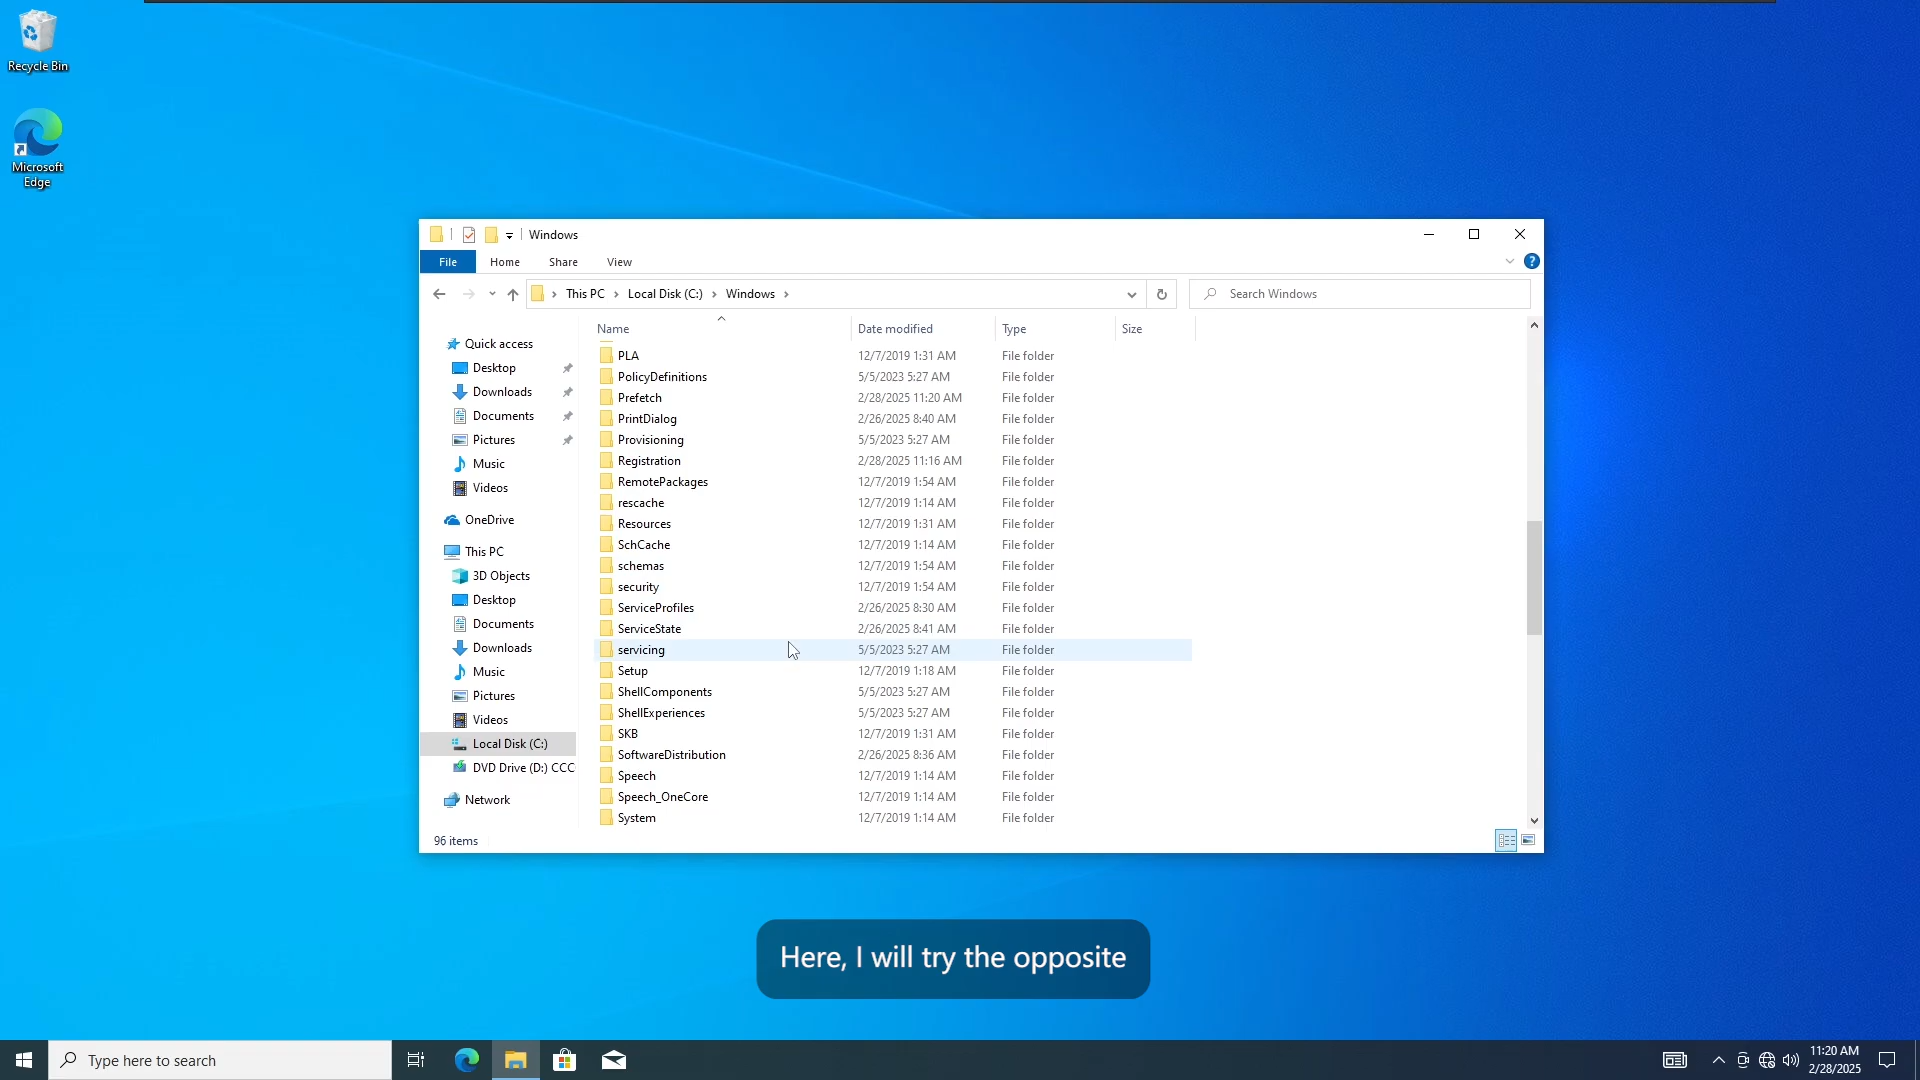 Recycle Bin
Microsoft
Edge
Windows
File Home Share View
This PC Local Disk (C:) Windows
Search Windows
Name Date modified Type Size
Quick access
Desktop
Downloads
Documents
Pictures
Music
Videos
OneDrive
This PC
3D Objects
Desktop
Documents
Downloads
Music
Pictures
Videos
Local Disk (C:)
DVD Drive (D:) CCC
Network
PLA 12/7/2019 1:31 AM File folder
PolicyDefinitions 5/5/2023 5:27 AM File folder
Prefetch 2/28/2025 11:20 AM File folder
PrintDialog 2/26/2025 8:40 AM File folder
Provisioning 5/5/2023 5:27 AM File folder
Registration 2/28/2025 11:16 AM File folder
RemotePackages 12/7/2019 1:54 AM File folder
rescache 12/7/2019 1:14 AM File folder
Resources 12/7/2019 1:31 AM File folder
SchCache 12/7/2019 1:14 AM File folder
schemas 12/7/2019 1:54 AM File folder
security 12/7/2019 1:54 AM File folder
ServiceProfiles 2/26/2025 8:30 AM File folder
ServiceState 2/26/2025 8:41 AM File folder
servicing 5/5/2023 5:27 AM File folder
Setup 12/7/2019 1:18 AM File folder
ShellComponents 5/5/2023 5:27 AM File folder
ShellExperiences 5/5/2023 5:27 AM File folder
SKB 12/7/2019 1:31 AM File folder
SoftwareDistribution 2/26/2025 8:36 AM File folder
Speech 12/7/2019 1:14 AM File folder
Speech_OneCore 12/7/2019 1:14 AM File folder
System 12/7/2019 1:14 AM File folder
96 items
Here, I will try the opposite
Type here to search
11:20 AM
2/28/2025